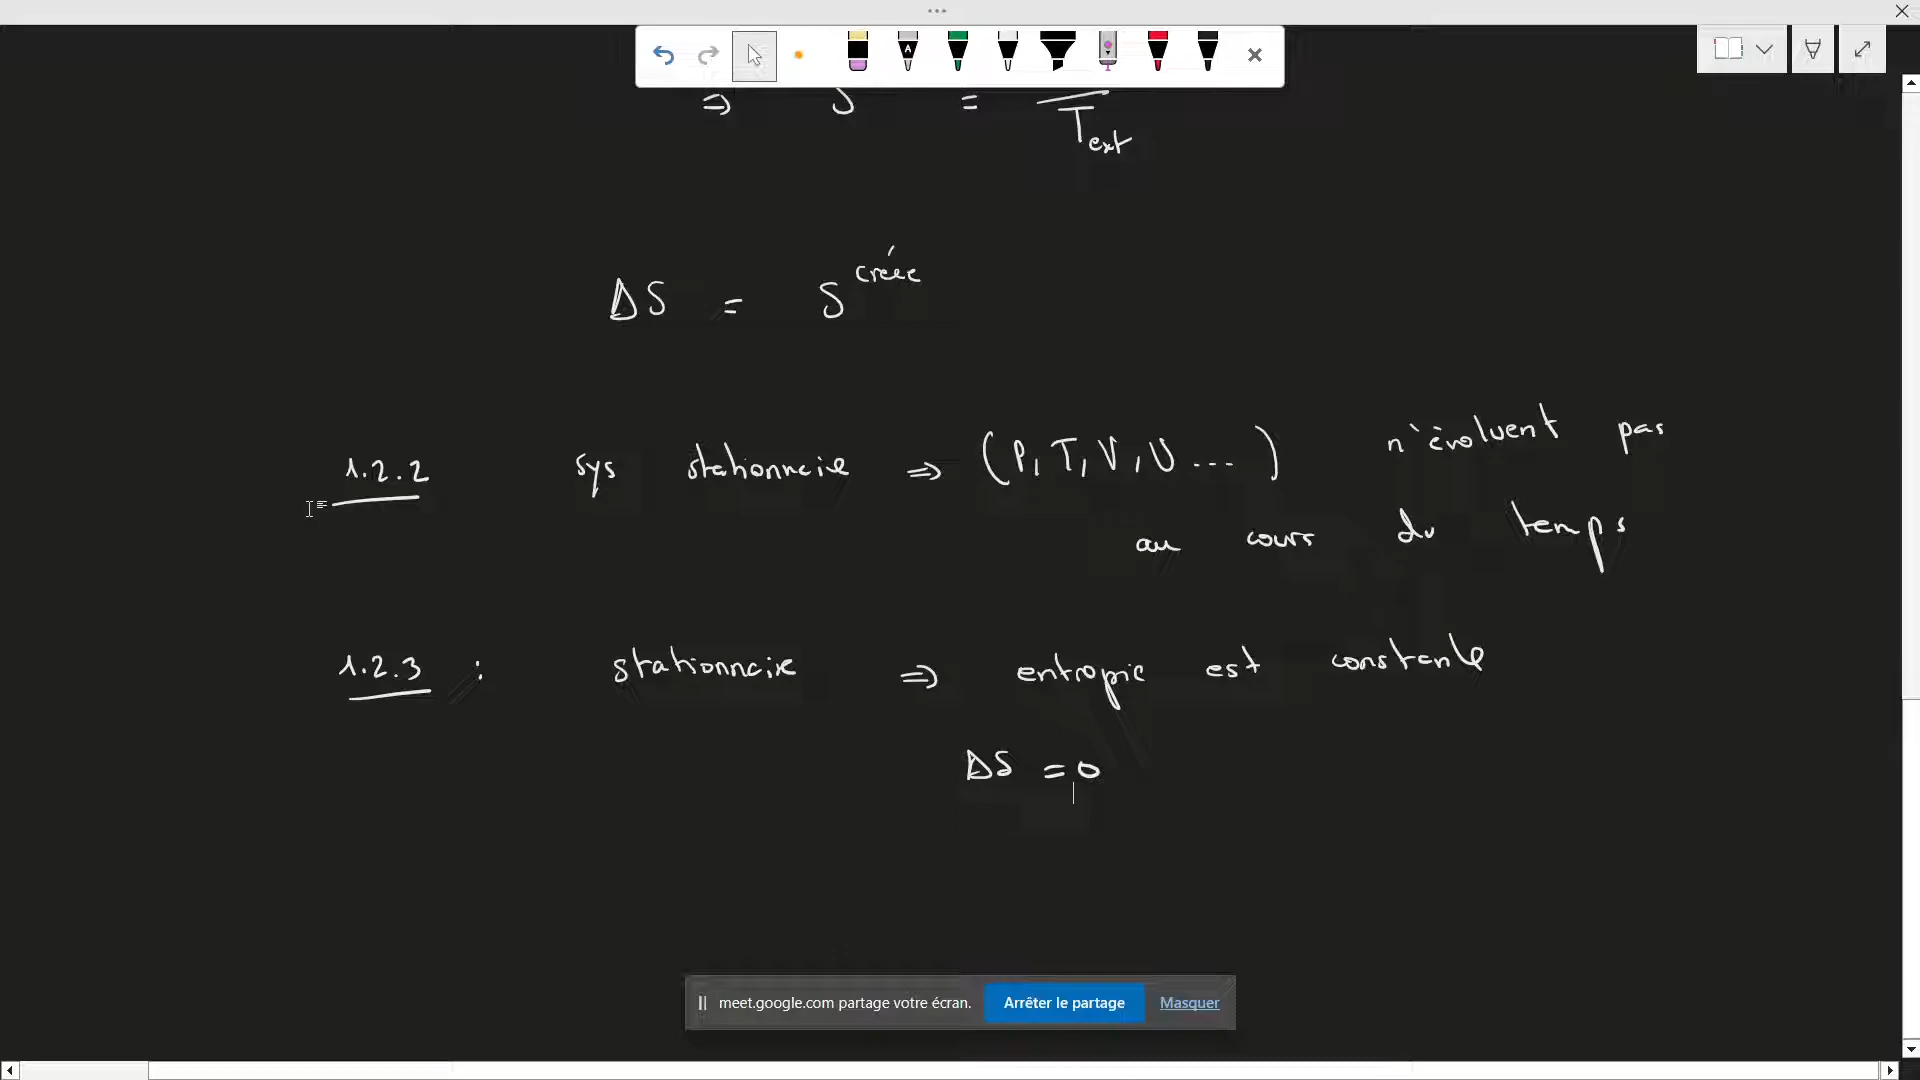 ⇒ S =
T ext
ΔS = S créée
1.2.2 sys stationnaire ⇒ (P, T, V, U ... ) n'évoluent pas
au cours du temps
1.2.3 : stationnaire ⇒ entropie est constante
ΔS = 0
meet.google.com partage votre écran. Arrêter le partage Masquer